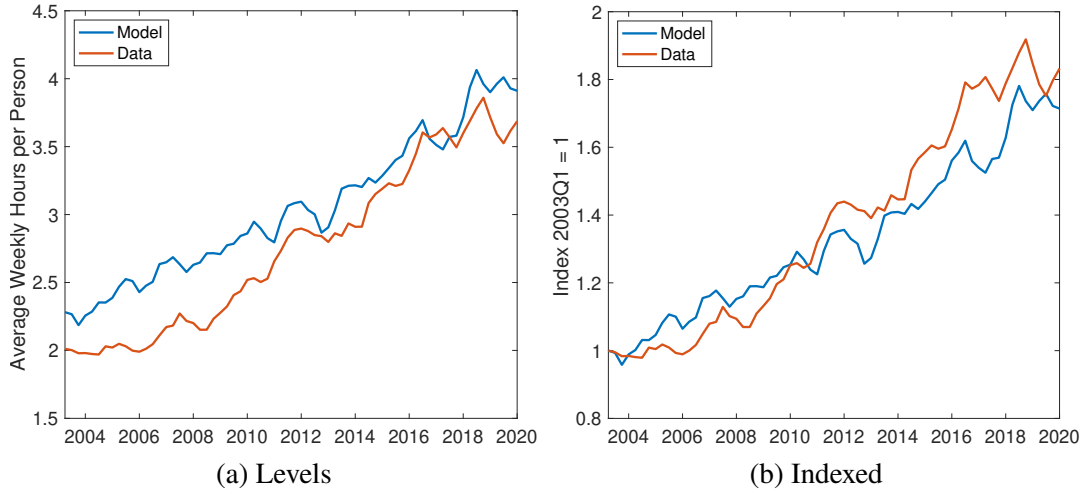 4.5
4
3.5
3
2.5
2
1.5
Average Weekly Hours per Person
Model
Data
2004 2006 2008 2010 2012 2014 2016 2018 2020
(a) Levels
2
1.8
1.6
1.4
1.2
1
0.8
Index 2003Q1 = 1
Model
Data
2004 2006 2008 2010 2012 2014 2016 2018 2020
(b) Indexed